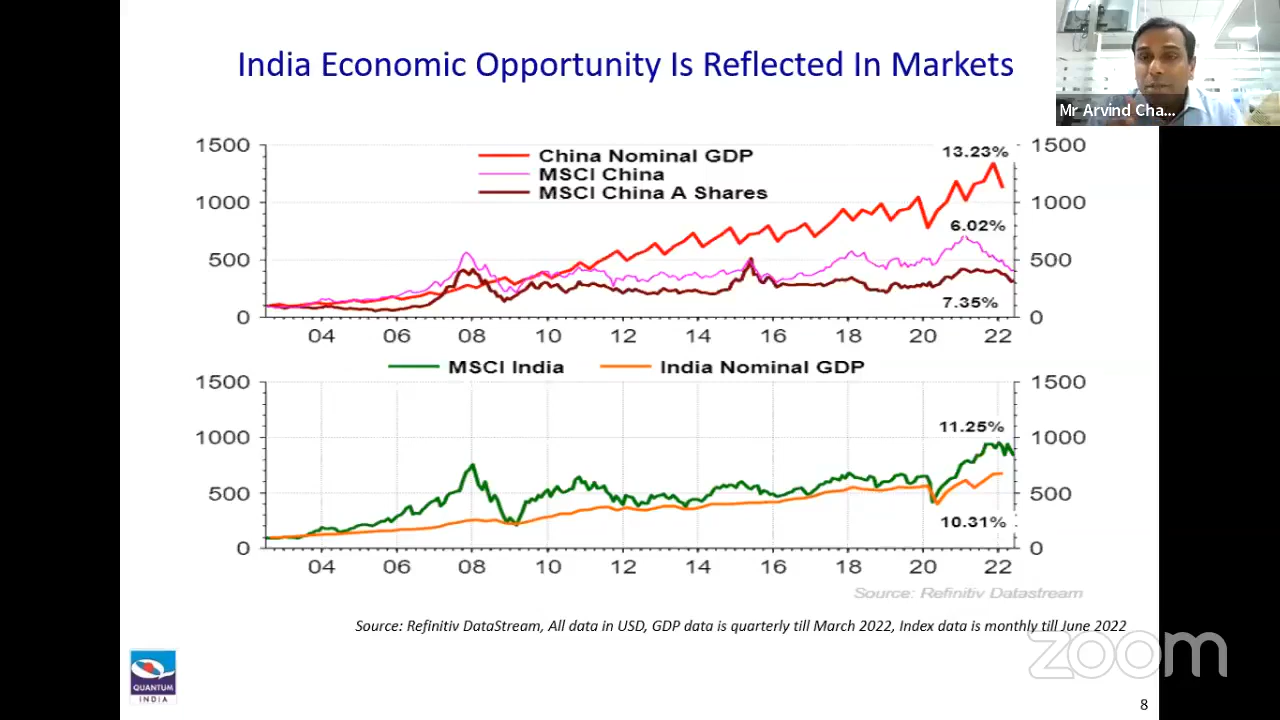 India Economic Opportunity Is Reflected In Markets
Mr Arvind Cha...
1500 China Nominal GDP 13.23% 1500
MSCI China
MSCI China A Shares
1000 1000
6.02%
500 500
7.35%
0 0
04 06 08 10 12 14 16 18 20 22
MSCI India India Nominal GDP
1500 1500
11.25%
1000 1000
500 500
10.31%
0 0
04 06 08 10 12 14 16 18 20 22
Source: Refinitiv Datastream
Source: Refinitiv DataStream, All data in USD, GDP data is quarterly till March 2022, Index data is monthly till June 2022
zoom
QUANTUM
INDIA
8